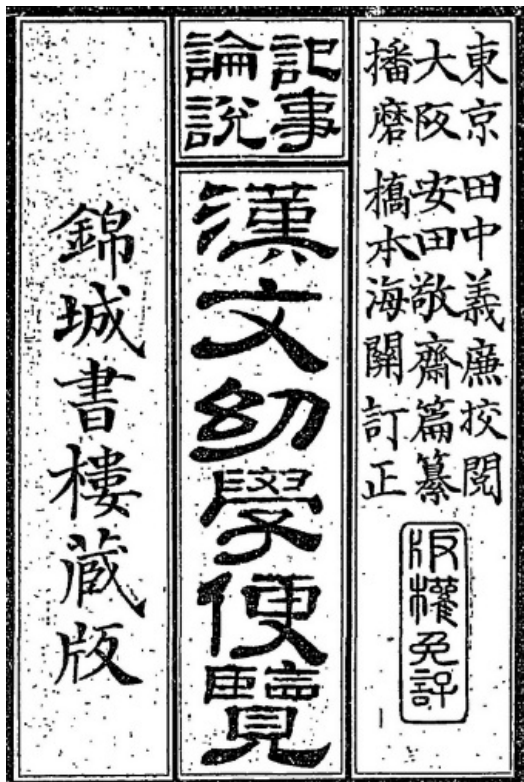 東京 田中義廉挍閲
大阪 安田敬齋篇纂
播磨 橋本海關訂正
版權免許
記事
論説
漢文幼學便覽
錦城書樓蔵版